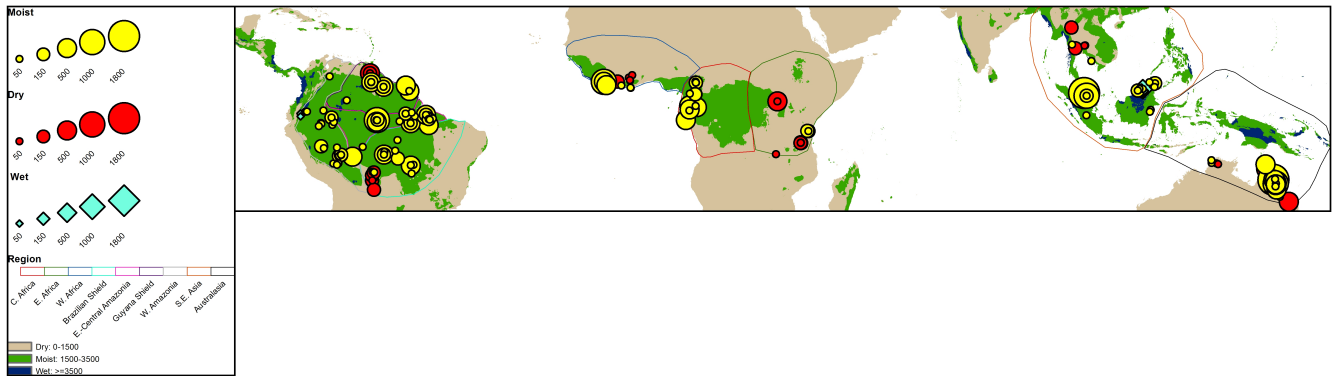 Moist
50 150 500 1000 1800
Dry
50 150 500 1000 1800
Wet
50 150 500 1000 1800
Region
C. Africa
E. Africa
W. Africa
Brazilian Shield
E.-Central Amazonia
Guyana Shield
W. Amazonia
S.E. Asia
Australasia
Dry: 0-1500
Moist: 1500-3500
Wet: >=3500